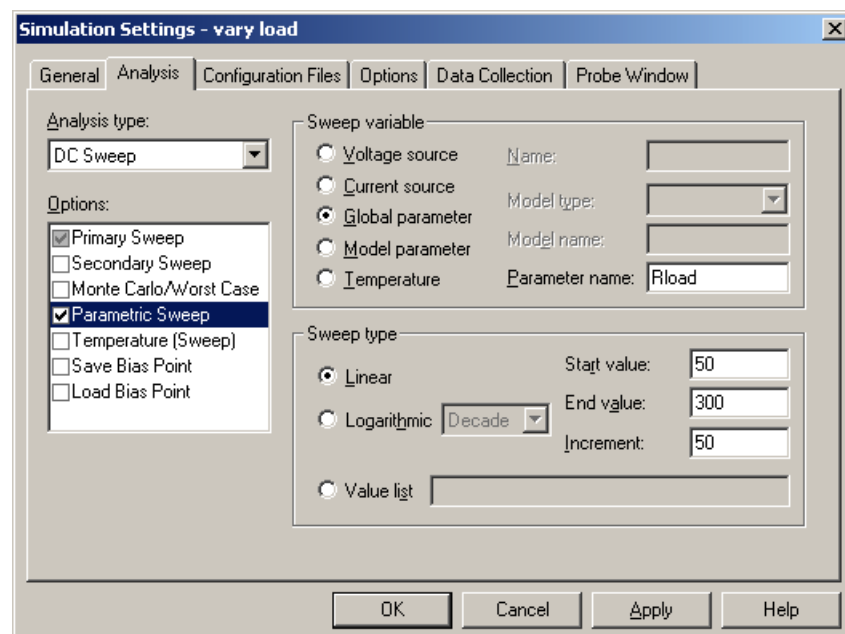 Simulation Settings - vary load
General Analysis Configuration Files Options Data Collection Probe Window
Analysis type:
DC Sweep
Options:
Primary Sweep
Secondary Sweep
Monte Carlo/Worst Case
Parametric Sweep
Temperature (Sweep)
Save Bias Point
Load Bias Point
Sweep variable
Voltage source Name:
Current source
Model type:
Global parameter
Model name:
Model parameter
Temperature Parameter name: Rload
Sweep type
Start value: 50
Linear
End value: 300
Logarithmic Decade
Increment: 50
Value list
OK Cancel Apply Help